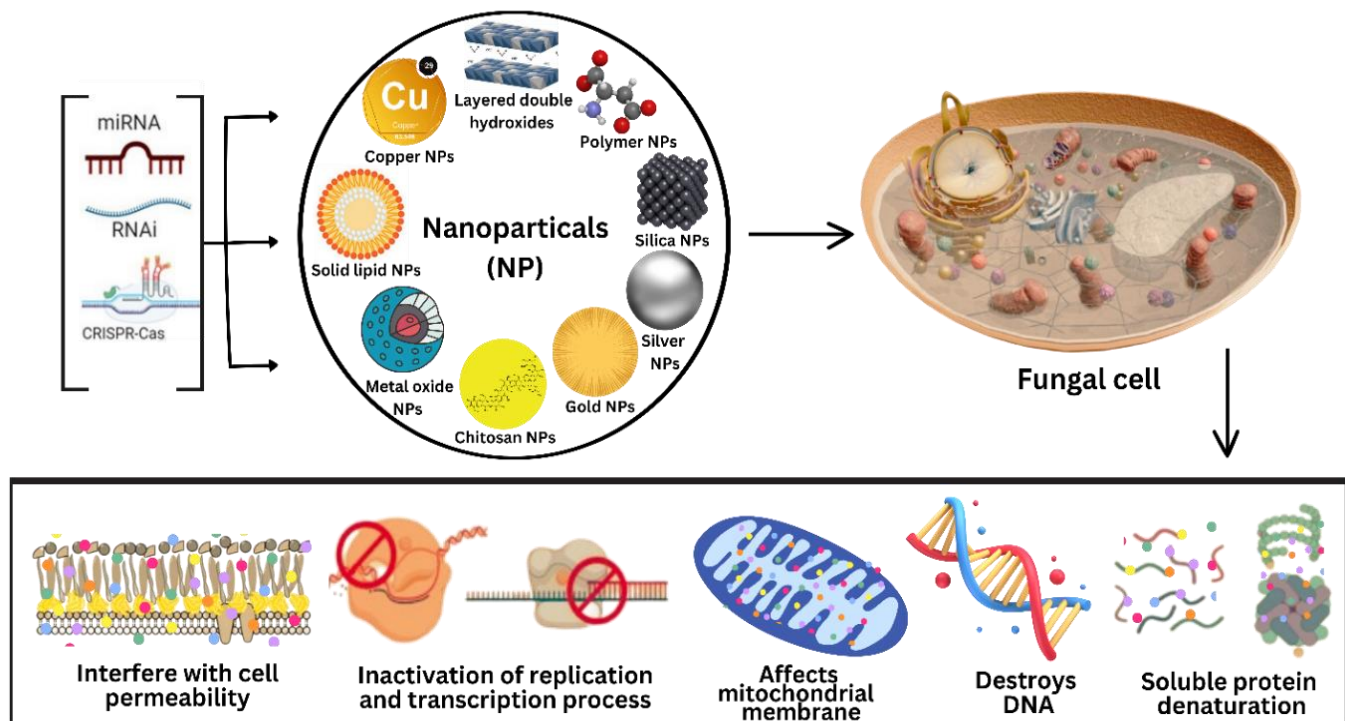 miRNA
RNAi
CRISPR-Cas
29
Cu
Copper
Copper NPs
Layered double
hydroxides
Polymer NPs
Solid lipid NPs
Nanoparticals
(NP)
Silica NPs
Silver
NPs
Metal oxide
NPs
Gold NPs
Chitosan NPs
Fungal cell
Interfere with cell
permeability
Inactivation of replication
and transcription process
Affects
mitochondrial
membrane
Destroys
DNA
Soluble protein
denaturation